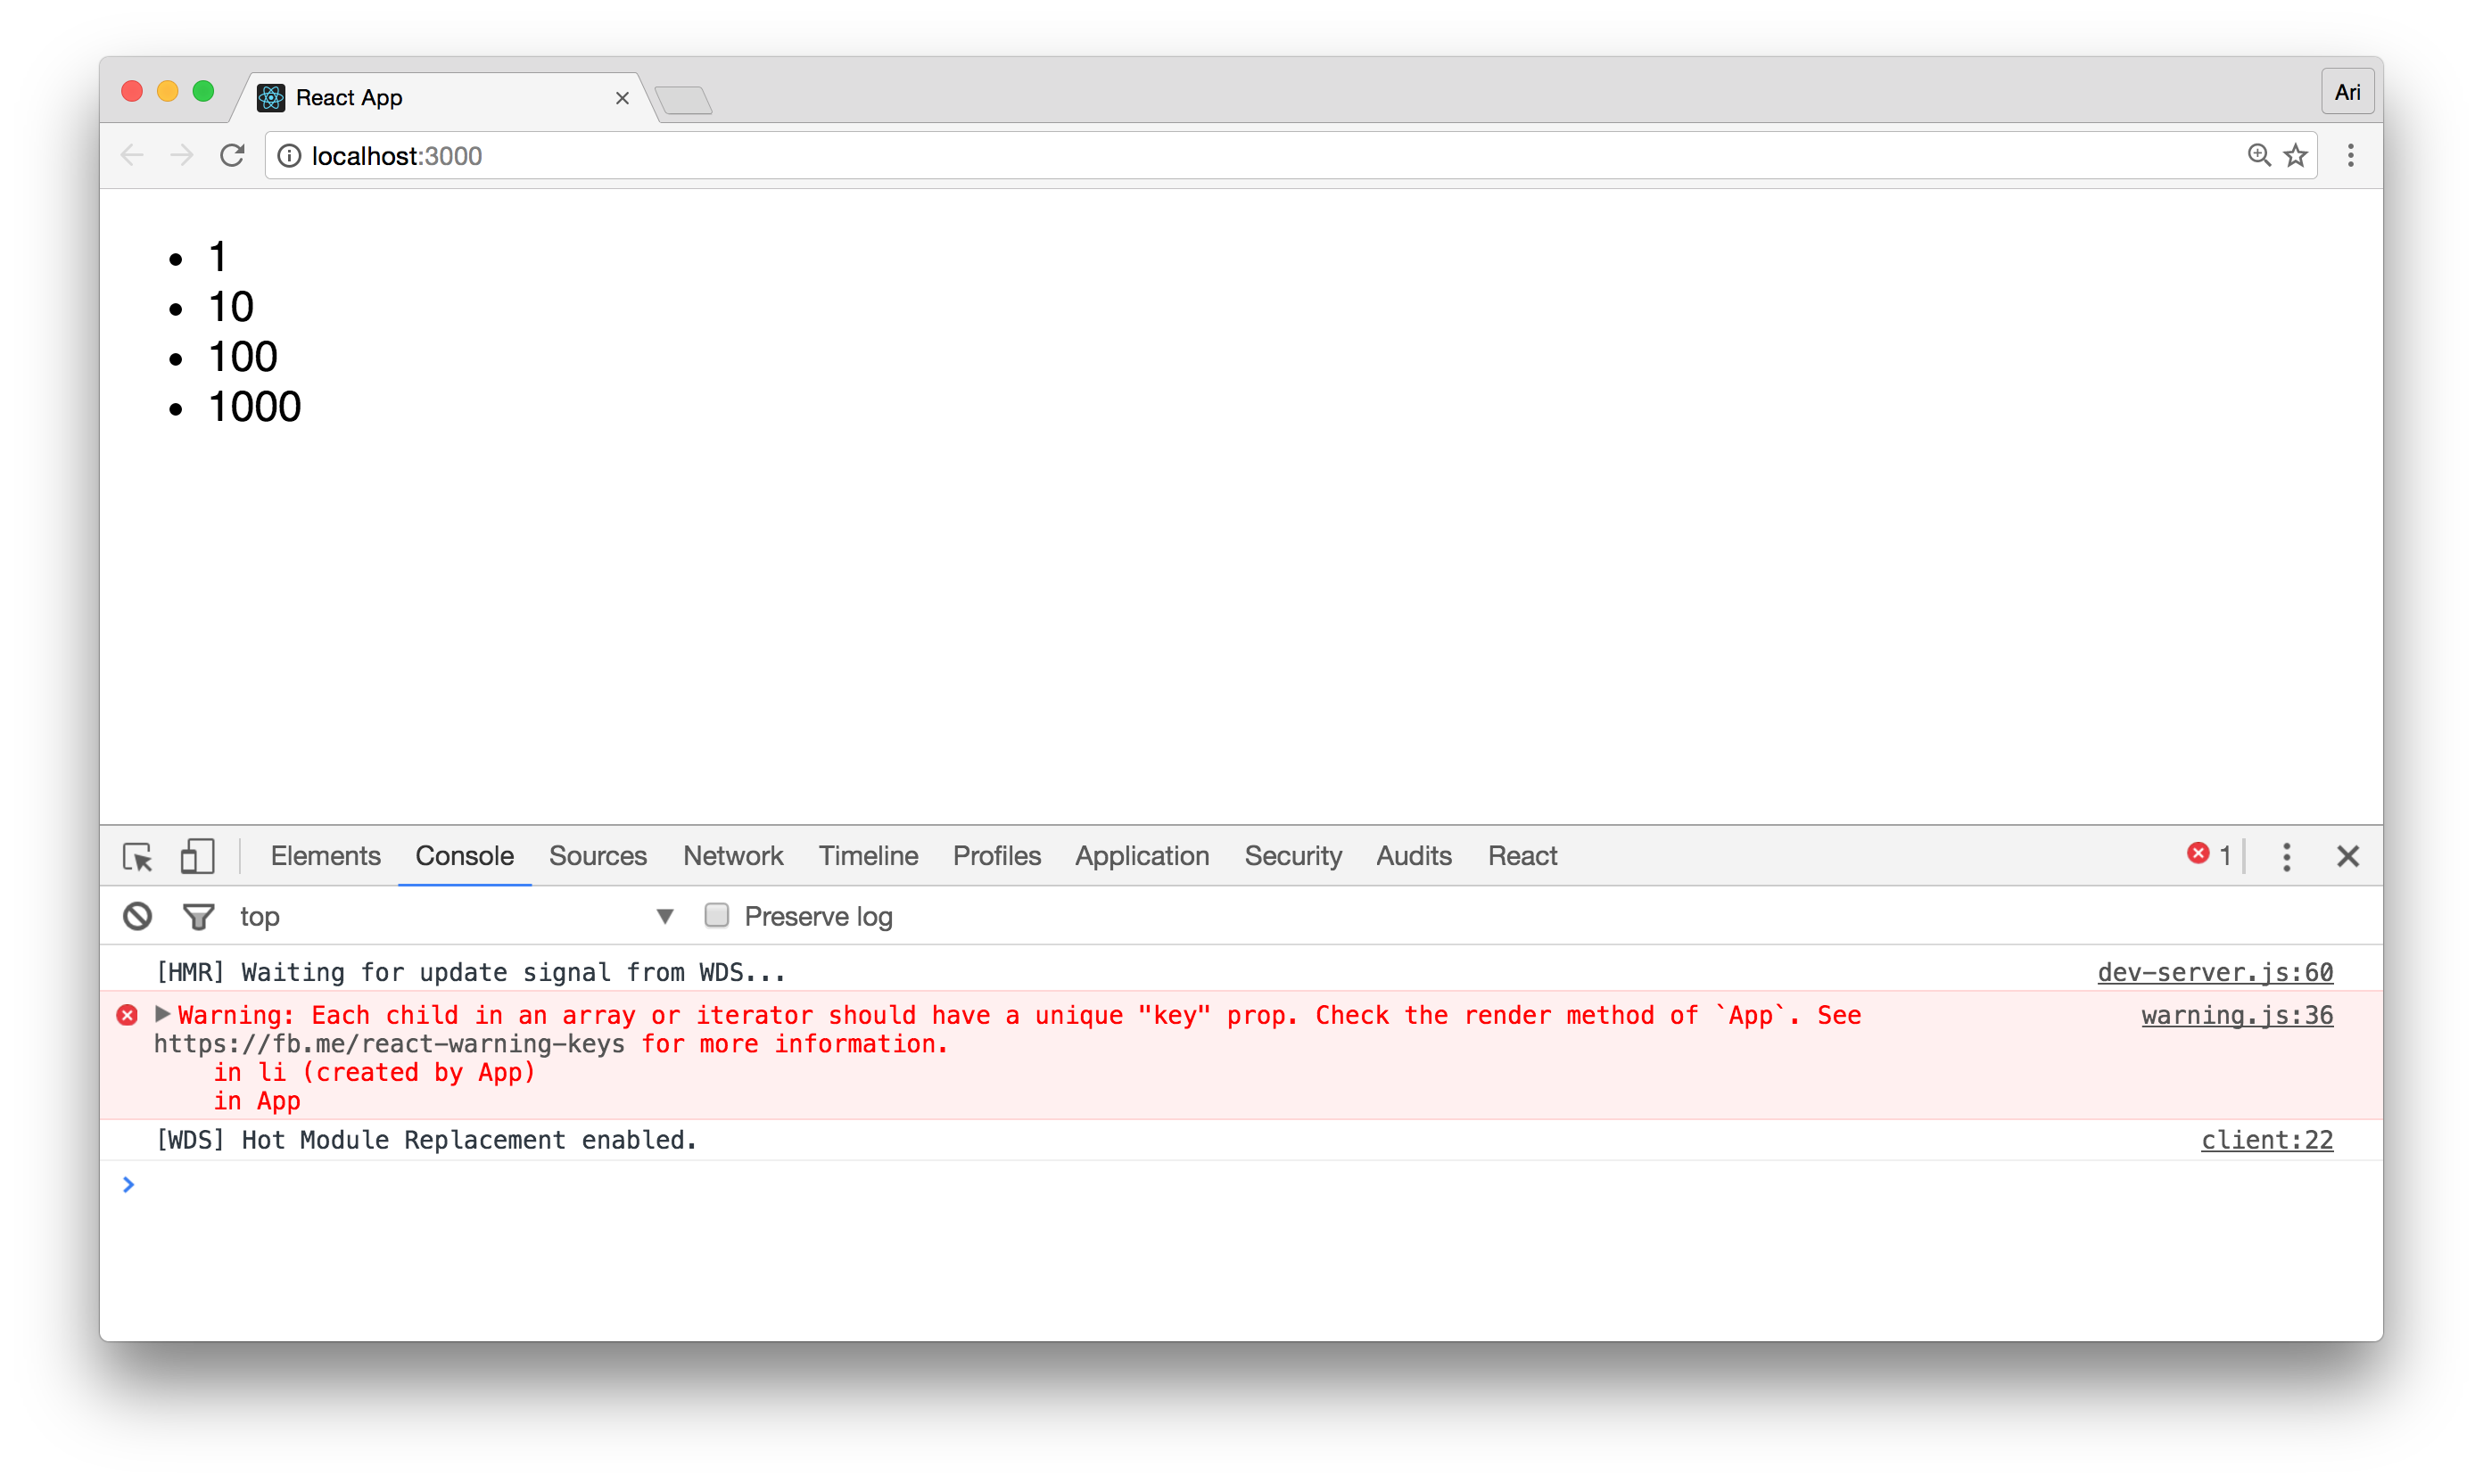 React App
Ari
localhost:3000
1
10
100
1000
Elements Console Sources Network Timeline Profiles Application Security Audits React 1
top Preserve log
[HMR] Waiting for update signal from WDS... dev-server.js:60
Warning: Each child in an array or iterator should have a unique "key" prop. Check the render method of `App`. See warning.js:36
https://fb.me/react-warning-keys for more information.
in li (created by App)
in App
[WDS] Hot Module Replacement enabled. client:22